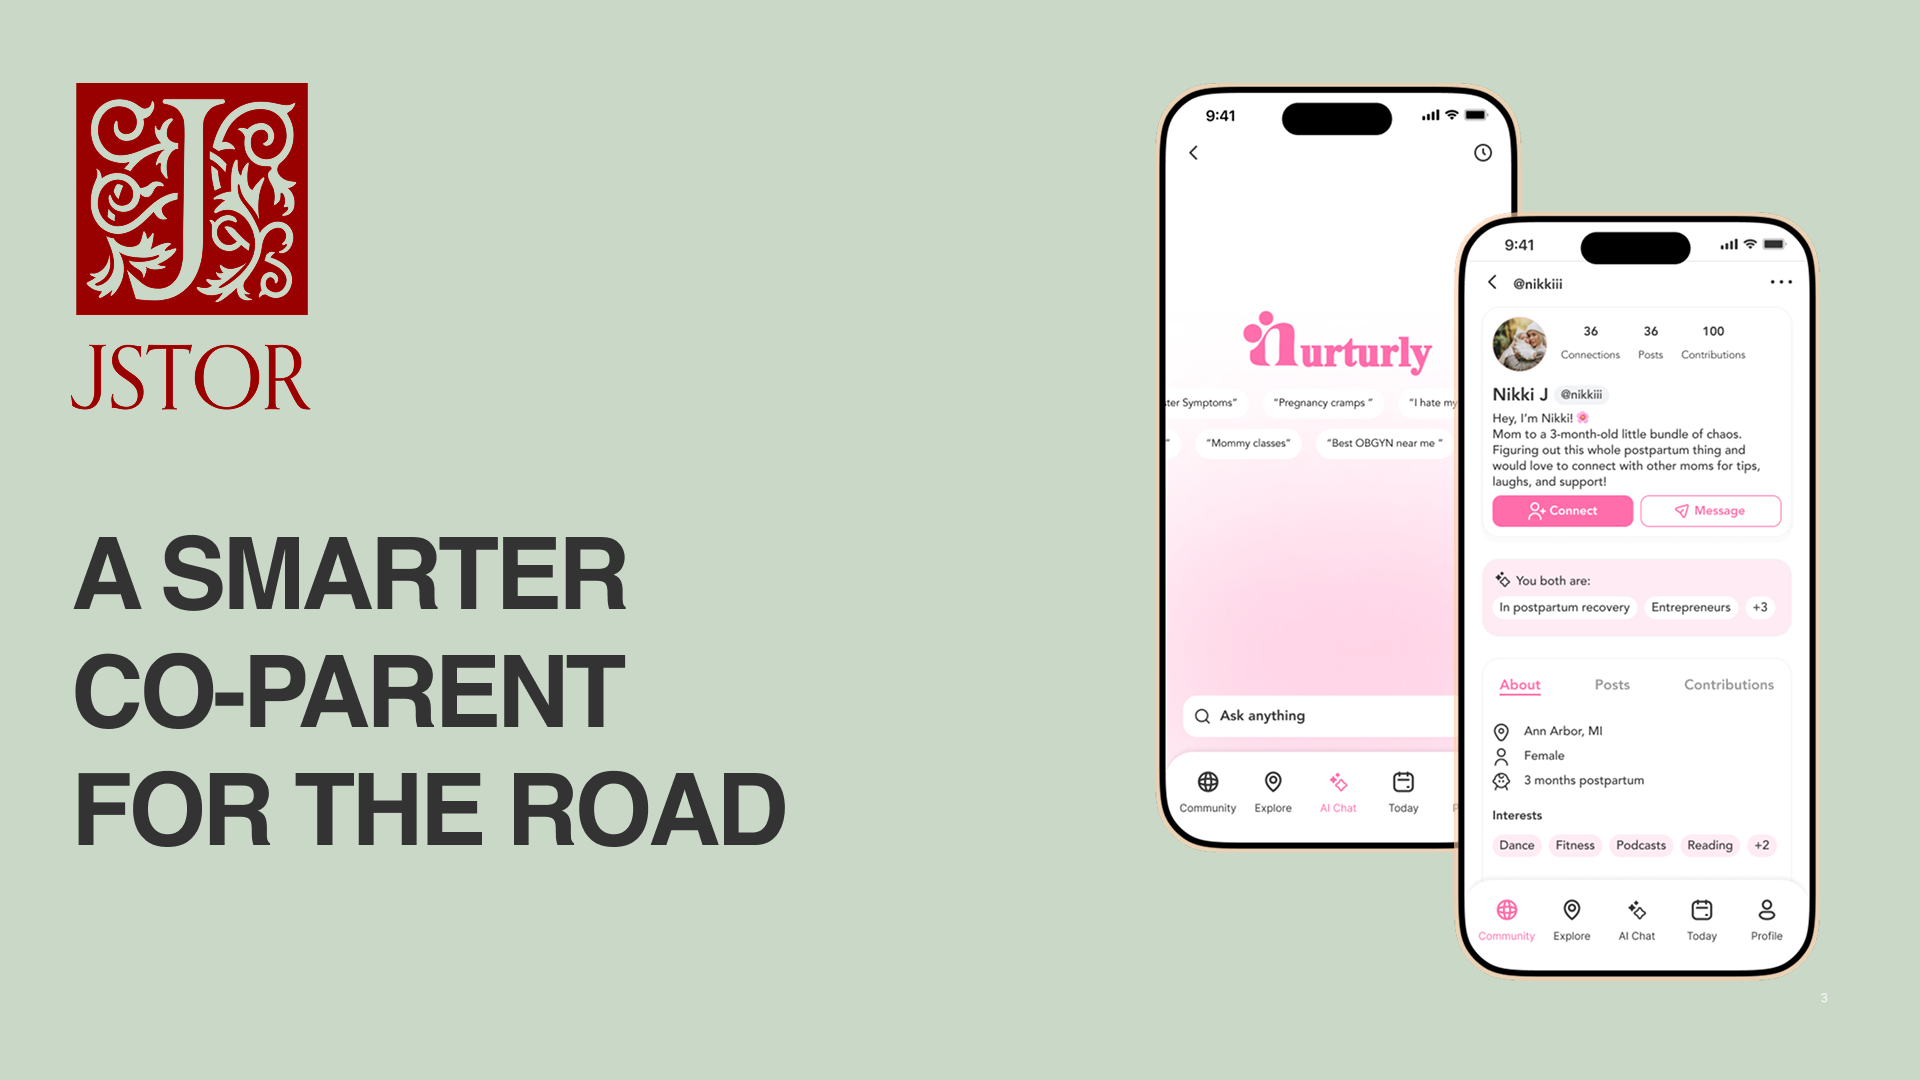 JSTOR
A SMARTER
CO-PARENT
FOR THE ROAD
9:41
nurturly
ter Symptoms”
“Pregnancy cramps ”
“I hate my
“Mommy classes”
“Best OBGYN near me ”
Ask anything
Community
Explore
AI Chat
Today
9:41
@nikkiii
36
36
100
Connections
Posts
Contributions
Nikki J @nikkiii
Hey, I’m Nikki!
Mom to a 3-month-old little bundle of chaos.
Figuring out this whole postpartum thing and
would love to connect with other moms for tips,
laughs, and support!
Connect
Message
You both are:
In postpartum recovery
Entrepreneurs
+3
About
Posts
Contributions
Ann Arbor, MI
Female
3 months postpartum
Interests
Dance
Fitness
Podcasts
Reading
+2
Community
Explore
AI Chat
Today
Profile
3